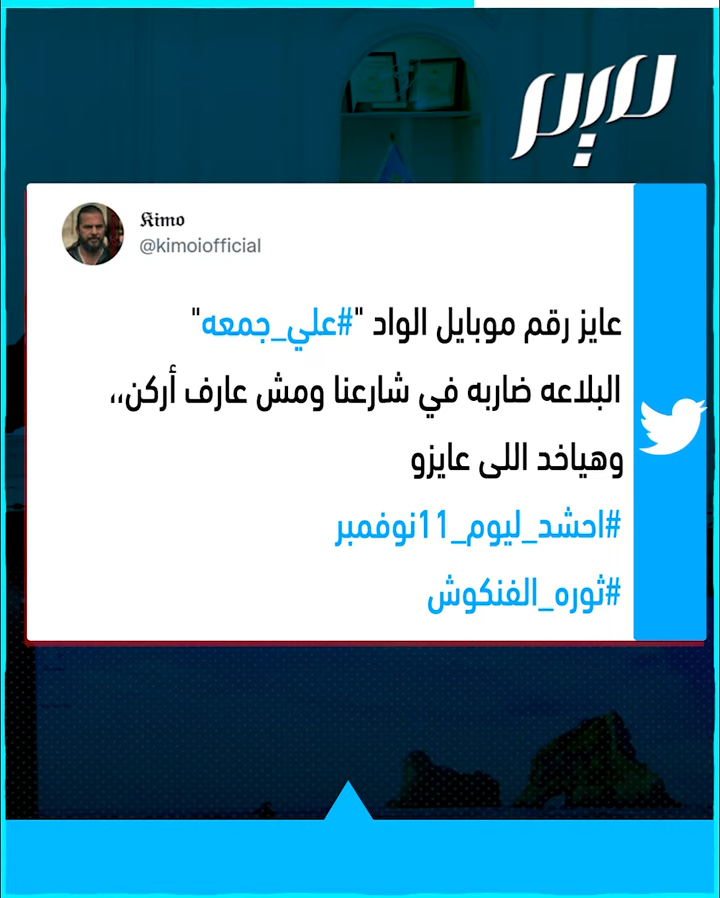 ميم
Kimo
@kimoiofficial
عايز رقم موبايل الواد "#علي_جمعه"
البلاعه ضاربه في شارعنا ومش عارف أركن،،
وهياخد اللى عايزو
#احشد_ليوم_11نوفمبر
#ثوره_الفنكوش